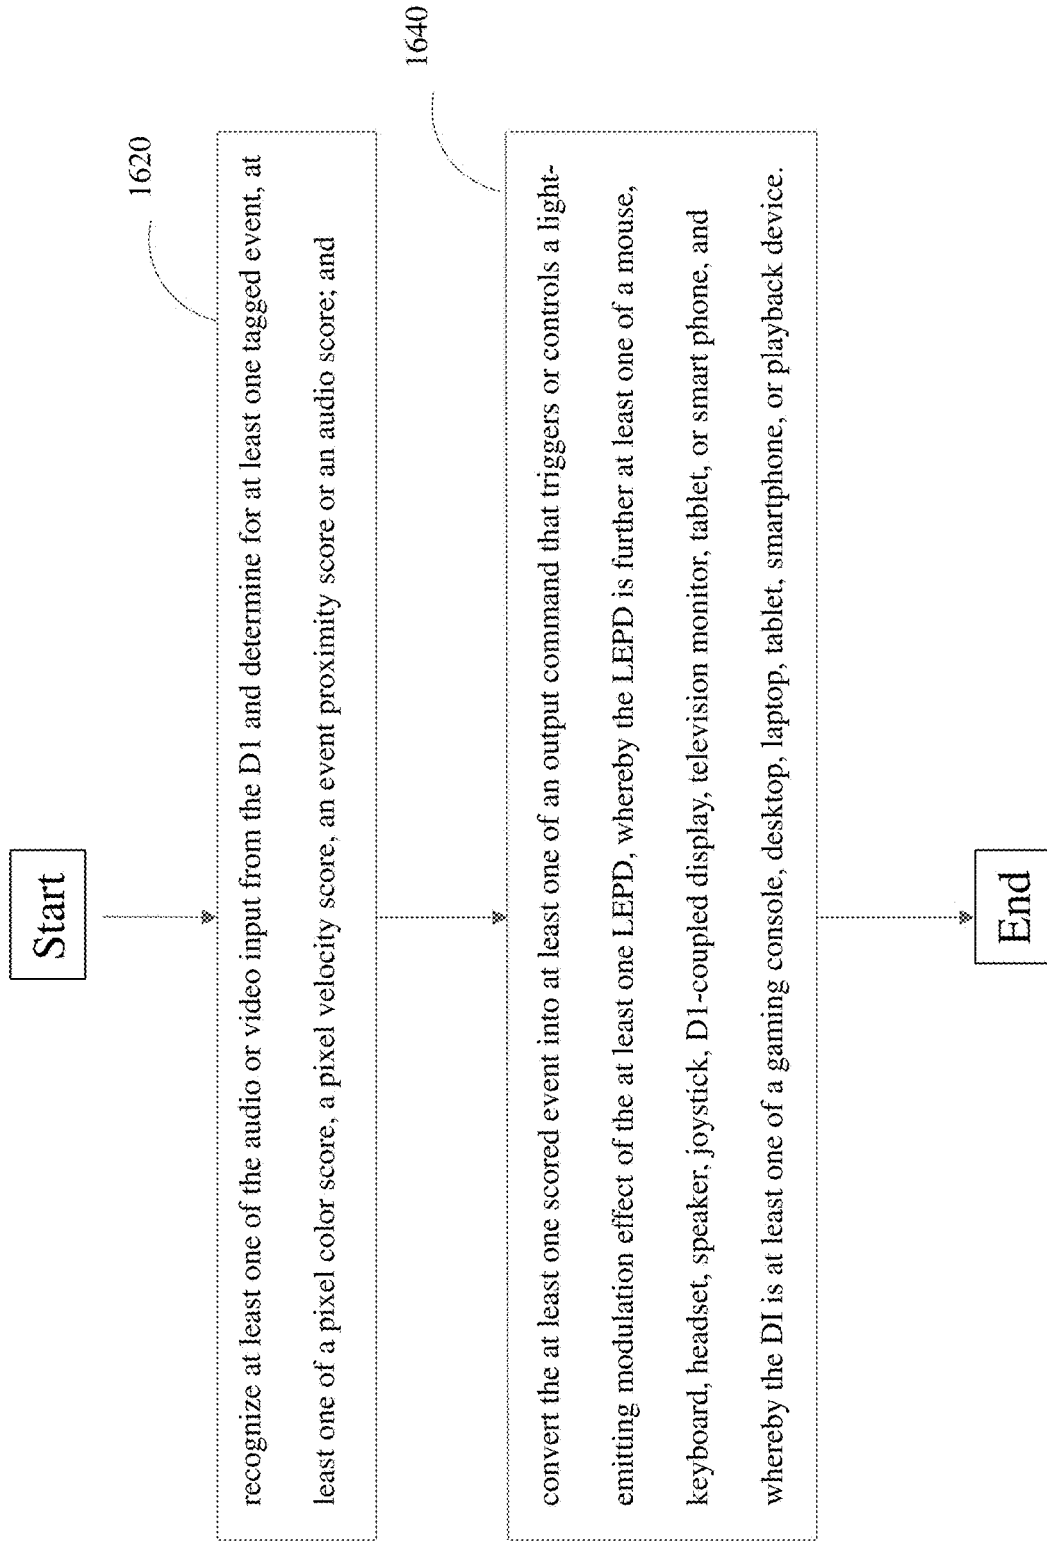 Start
1620
recognize at least one of the audio or video input from the D1 and determine for at least one tagged event, at
least one of a pixel color score, a pixel velocity score, an event proximity score or an audio score; and
1640
convert the at least one scored event into at least one of an output command that triggers or controls a light-
emitting modulation effect of the at least one LEPD, whereby the LEPD is further at least one of a mouse,
keyboard, headset, speaker, joystick, D1-coupled display, television monitor, tablet, or smart phone, and
whereby the DI is at least one of a gaming console, desktop, laptop, tablet, smartphone, or playback device.
End